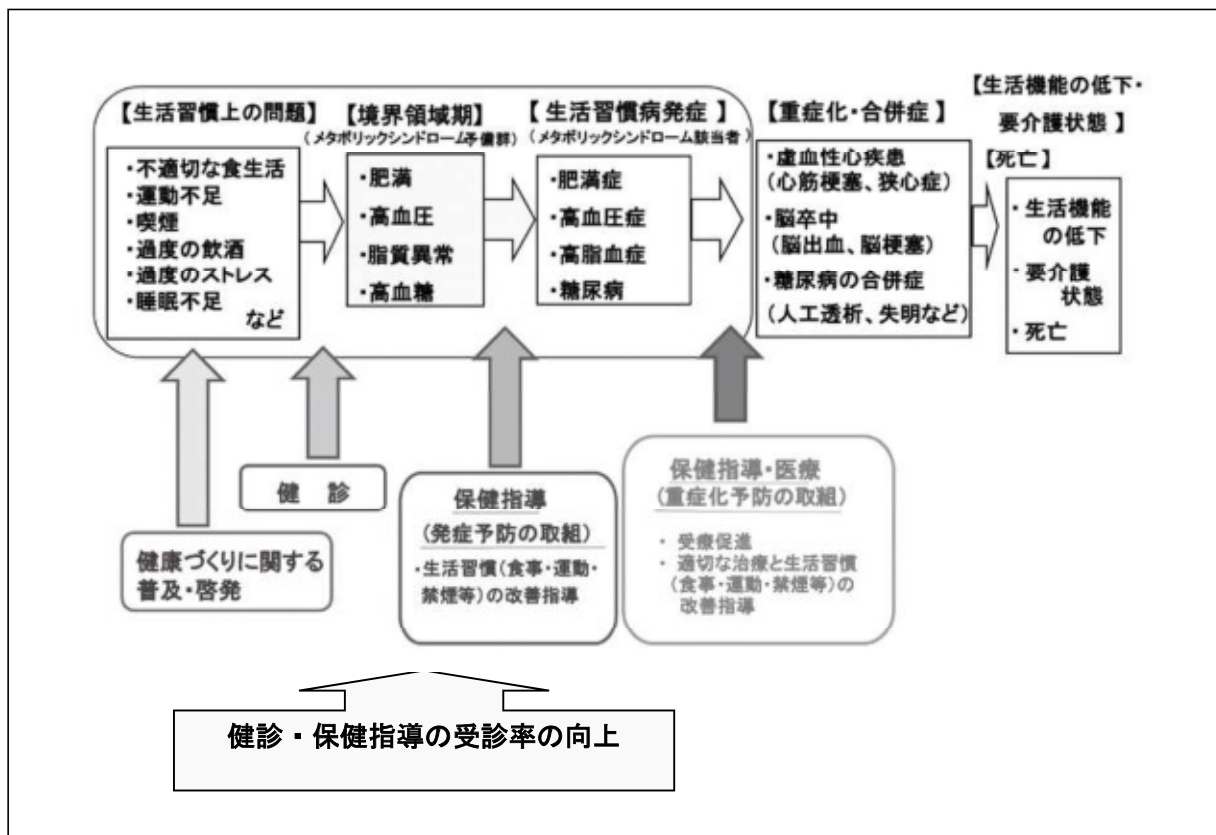 【生活習慣上の問題】
・不適切な食生活
・運動不足
・喫煙
・過度の飲酒
・過度のストレス
・睡眠不足
など
【境界領域期】
(メタボリックシンドローム予備群)
・肥満
・高血圧
・脂質異常
・高血糖
【生活習慣病発症】
(メタボリックシンドローム該当者)
・肥満症
・高血圧症
・高脂血症
・糖尿病
【重症化・合併症】
・虚血性心疾患
(心筋梗塞、狭心症)
・脳卒中
(脳出血、脳梗塞)
・糖尿病の合併症
(人工透析、失明など)
【生活機能の低下・
要介護状態】
【死亡】
・生活機能
の低下
・要介護
状態
・死亡
健康づくりに関する
普及・啓発
健 診
保健指導
(発症予防の取組)
・生活習慣(食事・運動・
禁煙等)の改善指導
保健指導・医療
(重症化予防の取組)
・ 受療促進
・ 適切な治療と生活習慣
(食事・運動・禁煙等)の
改善指導
健診・保健指導の受診率の向上